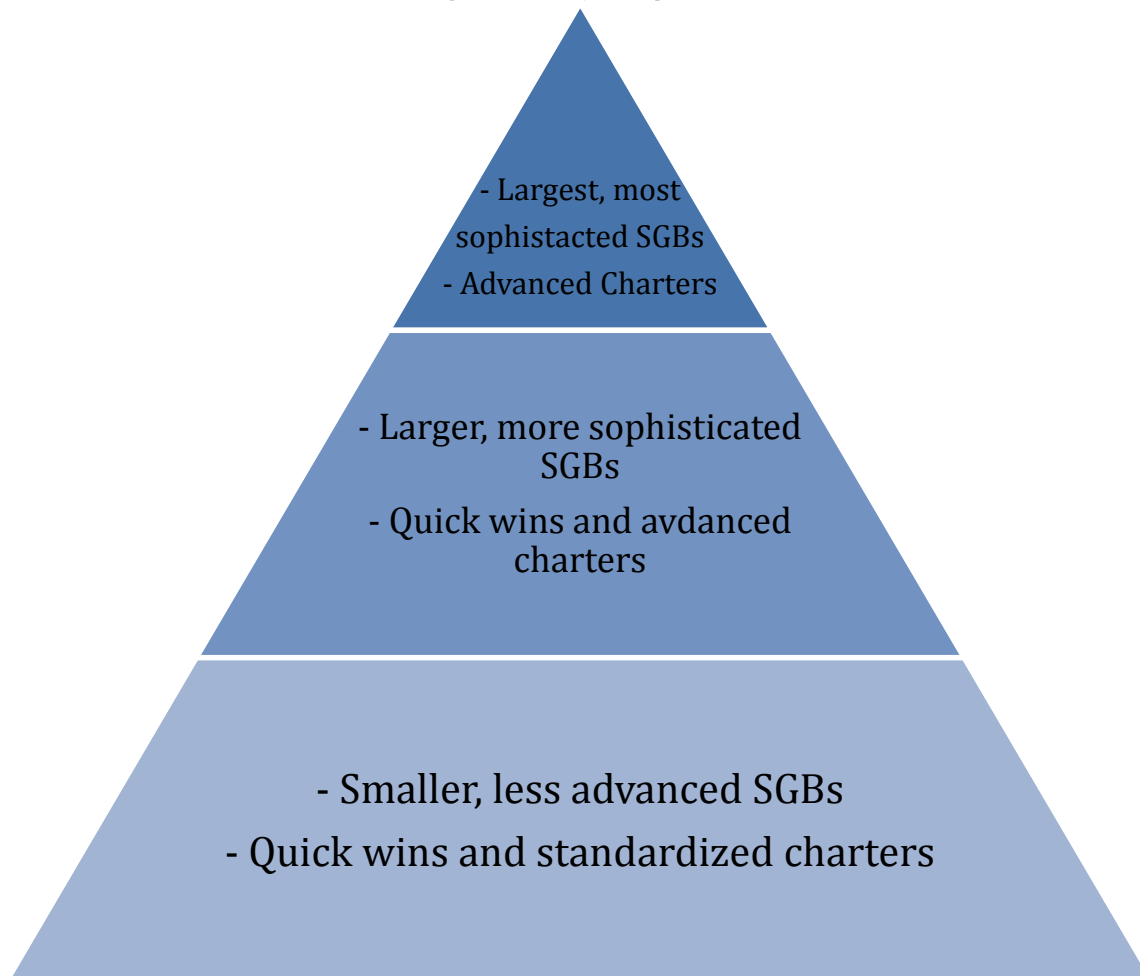 - Largest, most
sophistacted SGBs
- Advanced Charters
- Larger, more sophisticated
SGBs
- Quick wins and avdanced
charters
- Smaller, less advanced SGBs
- Quick wins and standardized charters